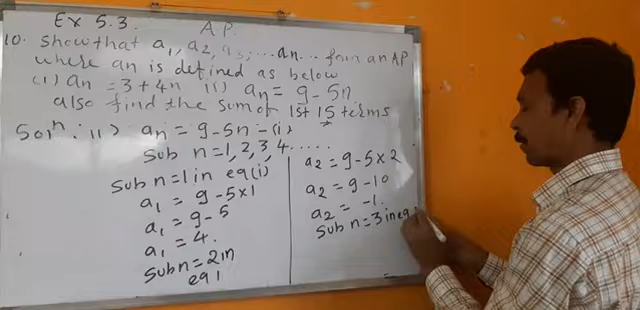 Ex 5.3. A.P.
10. Show that a₁, a₂, a₃, ... an... form an AP
where an is defined as below
(i) an = 3 + 4n ii) an = 9 - 5n
also find the sum of 1st 15 terms
Solⁿ: ii) an = 9 - 5n - (i)
Sub n = 1, 2, 3, 4.....
Sub n = 1 in eq (i)
a₁ = 9 - 5 x 1
a₁ = 9 - 5
a₁ = 4.
Sub n = 2 in
eq 1
a₂ = 9 - 5 x 2
a₂ = 9 - 10
a₂ = -1.
Sub n = 3 in eq